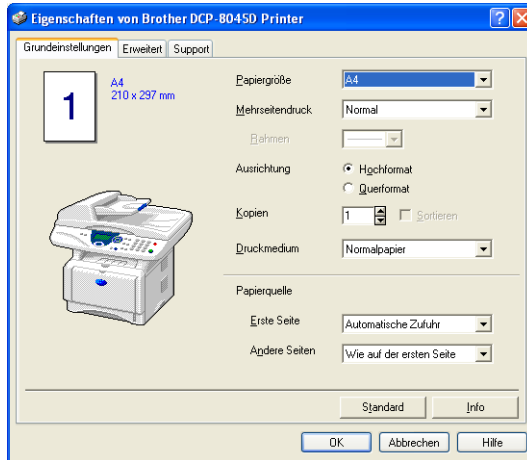 Eigenschaften von Brother DCP-8045D Printer
Grundeinstellungen Erweitert Support
1
A4
210 x 297 mm
Papiergröße A4
Mehrseitendruck Normal
Rahmen
Ausrichtung Hochformat
Querformat
Kopien 1 Sortieren
Druckmedium Normalpapier
Papierquelle
Erste Seite Automatische Zufuhr
Andere Seiten Wie auf der ersten Seite
Standard Info
OK Abbrechen Hilfe